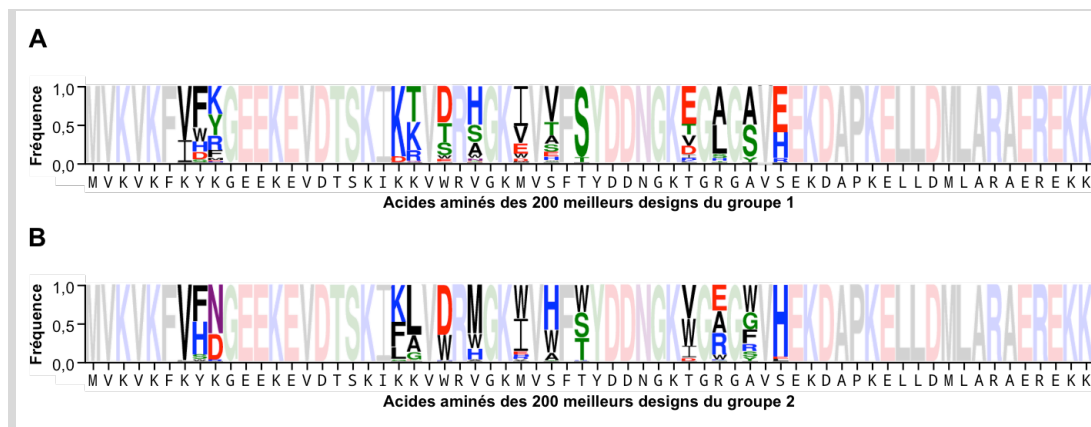 A
Fréquence
1,0
0,5
0,0
M V K V K F K Y K G E E K E V D T S K I K K V W R V G K M V S F T Y D D N G K T G R G A V S E K D A P K E L L D M L A R A E R E K K
Acides aminés des 200 meilleurs designs du groupe 1
B
Fréquence
1,0
0,5
0,0
M V K V K F K Y K G E E K E V D T S K I K K V W R V G K M V S F T Y D D N G K T G R G A V S E K D A P K E L L D M L A R A E R E K K
Acides aminés des 200 meilleurs designs du groupe 2